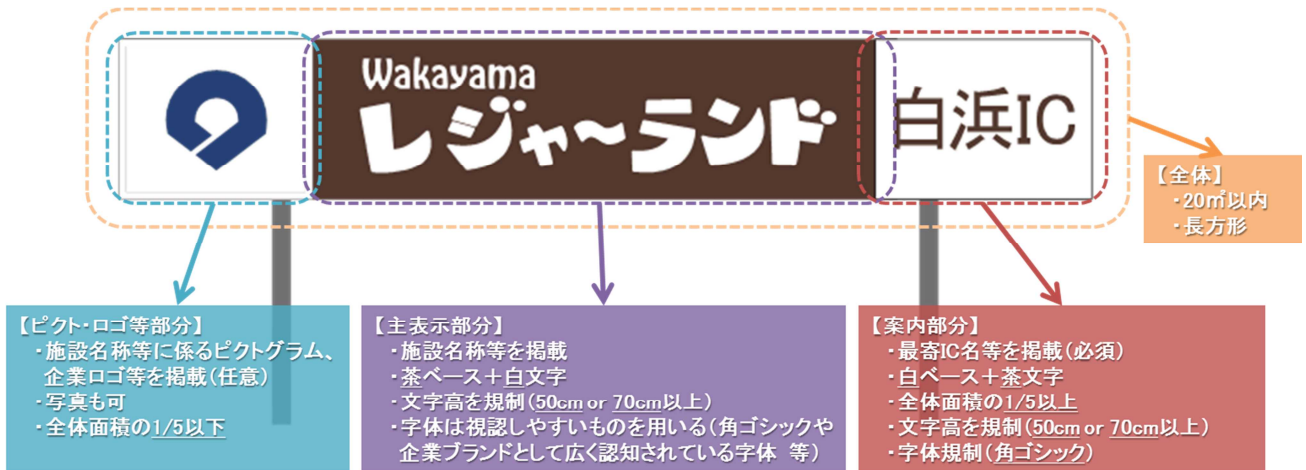 Wakayama
レジャ～ランド
白浜IC
【全体】
・20㎡以内
・長方形
【ピクト・ロゴ等部分】
・施設名称等に係るピクトグラム、
企業ロゴ等を掲載(任意)
・写真も可
・全体面積の1/5以下
【主表示部分】
・施設名称等を掲載
・茶ベース＋白文字
・文字高を規制(50cm or 70cm以上)
・字体は視認しやすいものを用いる(角ゴシックや
企業ブランドとして広く認知されている字体 等)
【案内部分】
・最寄IC名等を掲載(必須)
・白ベース＋茶文字
・全体面積の1/5以上
・文字高を規制(50cm or 70cm以上)
・字体規制(角ゴシック)